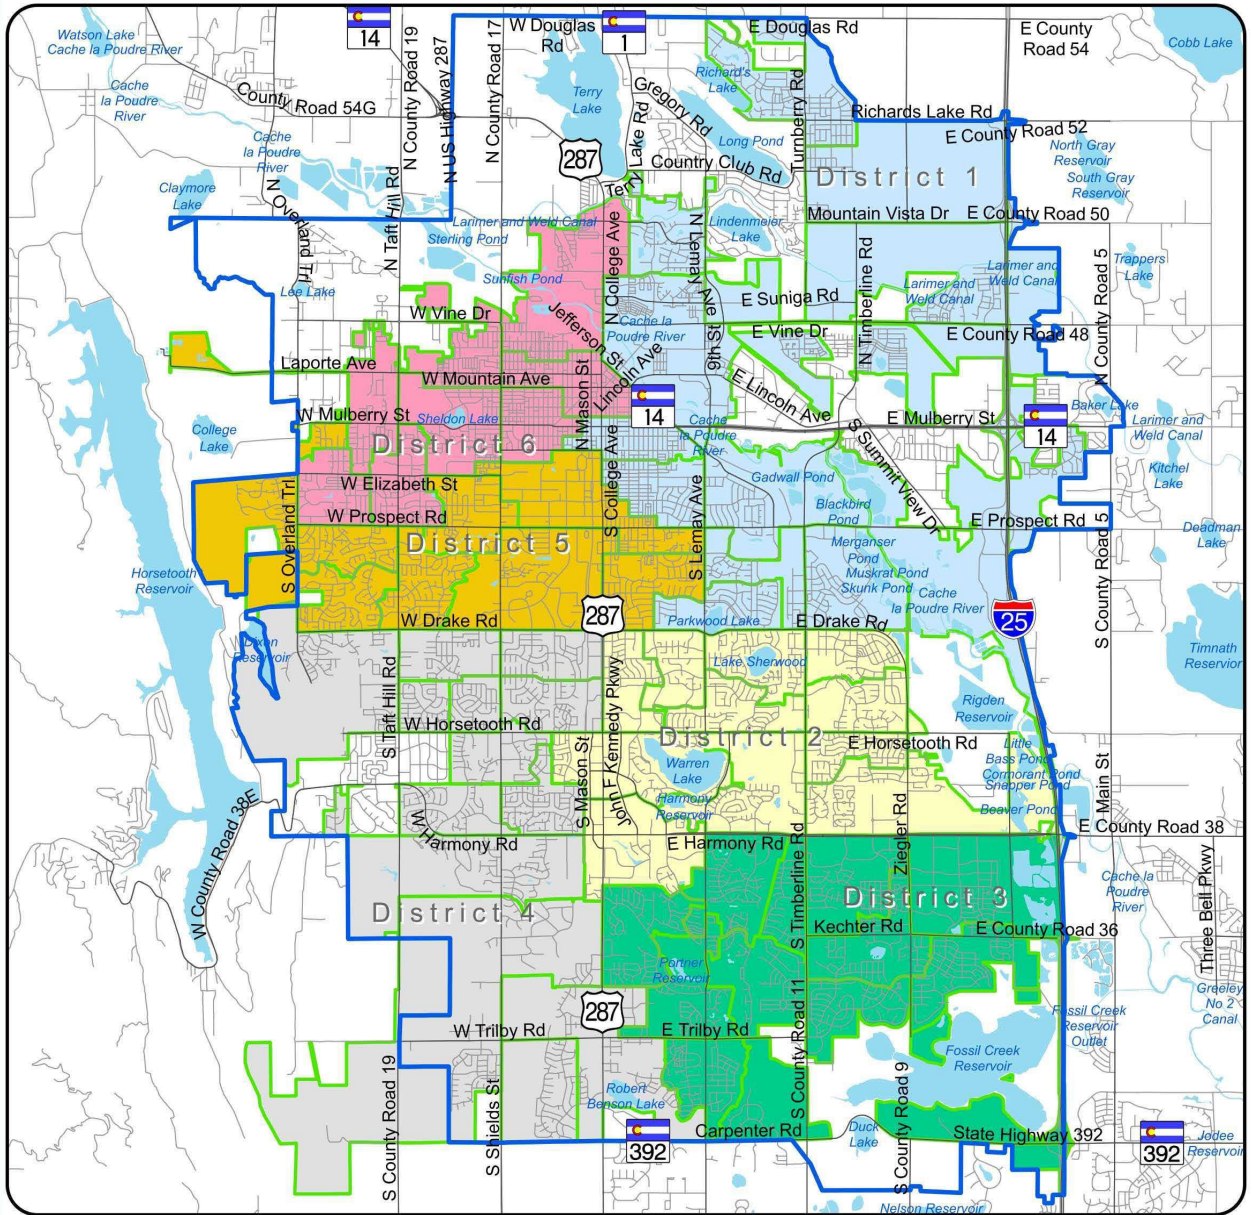 14
1
W Douglas
Rd
E Douglas Rd
E County
Road 54
Cobb Lake
Watson Lake
Cache la Poudre River
N County Road 19
N US Highway 287
N County Road 17
Cache
la Poudre
River
County Road 54G
Terry
Lake
Richard's
Lake
Gregory Rd
Turnberry Rd
Richards Lake Rd
E County Road 52
Cache
la Poudre
River
Long Pond
Terry Lake Rd
North Gray
Reservoir
South Gray
Reservoir
287
Country Club Rd
Claymore
Lake
N Overland Trl
N Taft Hill Rd
District 1
Larimer and Weld Canal
Sterling Pond
N College Ave
N Lemay Ave
Lindenmeier
Lake
Mountain Vista Dr
E County Road 50
N Timberline Rd
Larimer and
Weld Canal
Trappers
Lake
N County Road 5
Lee Lake
Sunfish Pond
Larimer and
Weld Canal
E Suniga Rd
W Vine Dr
Jefferson St
Cache la
Poudre River
9th St
E Vine Dr
E County Road 48
Laporte Ave
W Mountain Ave
Lincoln Ave
N Mason St
E Lincoln Ave
14
W Mulberry St
Sheldon Lake
E Mulberry St
14
Baker Lake
Larimer and
Weld Canal
College
Lake
District 6
Cache
la Poudre
River
S Summit View Dr
Kitchel
Lake
W Elizabeth St
S College Ave
S Lemay Ave
Gadwall Pond
Blackbird
Pond
S Overland Trl
W Prospect Rd
E Prospect Rd
S County Road 5
Deadman
Lake
District 5
Merganser
Pond
Muskrat Pond
Skunk Pond
Horsetooth
Reservoir
Cache
la Poudre River
W Drake Rd
287
Parkwood Lake
E Drake Rd
25
Dixon
Reservoir
Lake Sherwood
Timnath
Reservior
S Taft Hill Rd
John F Kennedy Pkwy
Rigden
Reservoir
W Horsetooth Rd
District 2
E Horsetooth Rd
Little
Bass Pond
Cormorant Pond
Snapper Pond
Beaver Pond
S Mason St
Warren
Lake
Main St
Harmony
Reservoir
W County Road 38E
W Harmony Rd
E Harmony Rd
S Timberline Rd
Ziegler Rd
E County Road 38
Three Bell Pkwy
Cache la
Poudre
River
District 4
District 3
Kechter Rd
E County Road 36
Portner
Reservoir
S County Road 11
Greeley
No 2
Canal
287
W Trilby Rd
E Trilby Rd
Fossil Creek
Reservoir
Outlet
Fossil Creek
Reservoir
S County Road 19
S Shields St
Robert
Benson Lake
S County Road 9
392
Carpenter Rd
Duck
Lake
State Highway 392
392
Jodee
Reservoir
Nelson Reservoir